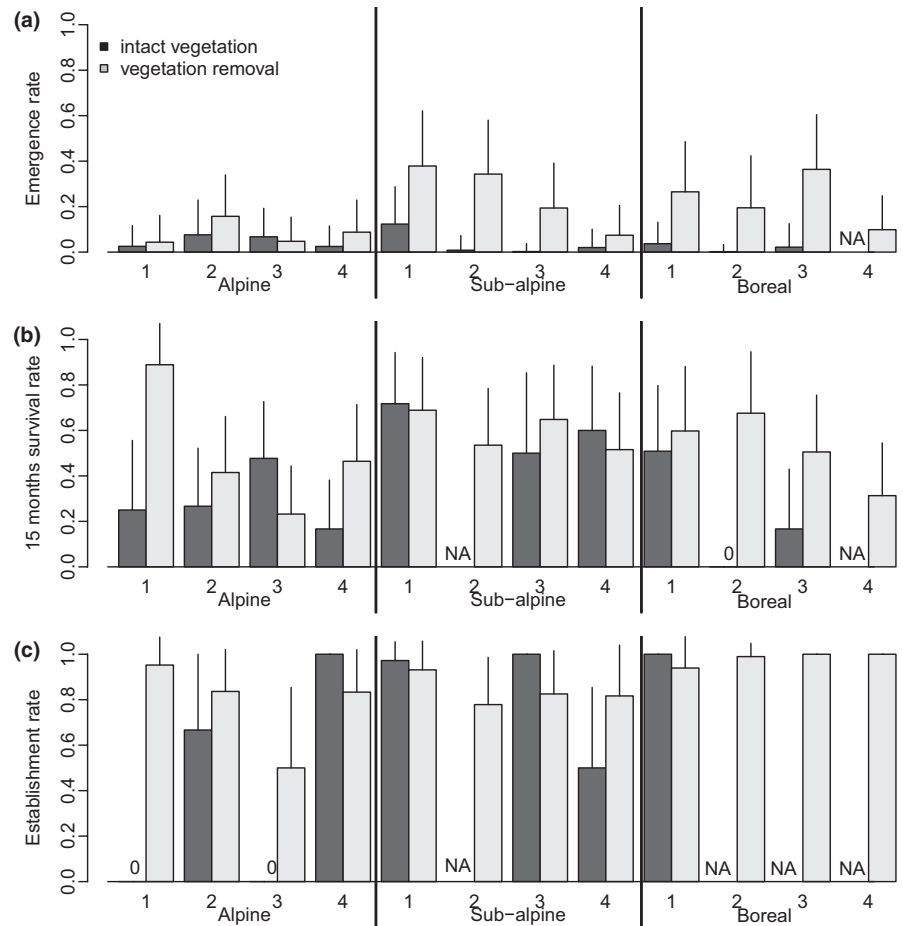 (a)
Emergence rate
0.0 0.2 0.4 0.6 0.8 1.0
intact vegetation
vegetation removal
NA
1 2 3 4 1 2 3 4 1 2 3 4
Alpine Sub−alpine Boreal
(b)
15 months survival rate
0.0 0.2 0.4 0.6 0.8 1.0
NA 0 NA
1 2 3 4 1 2 3 4 1 2 3 4
Alpine Sub−alpine Boreal
(c)
Establishment rate
0.0 0.2 0.4 0.6 0.8 1.0
0 0 NA NA NA NA
1 2 3 4 1 2 3 4 1 2 3 4
Alpine Sub−alpine Boreal